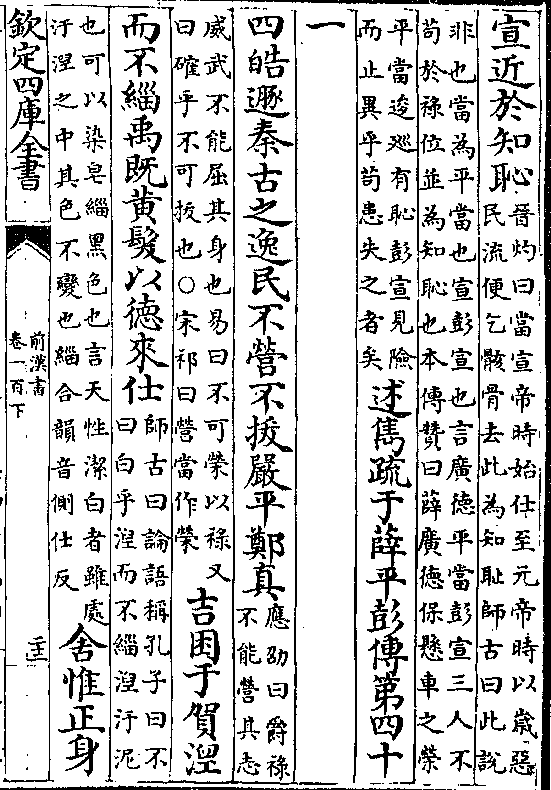 宣近於知恥晉灼曰當宣帝時始仕至元帝時以歲惡民流便乞骸骨去此為知耻師古曰此說
非也當為平當也宣彭宣也言廣德平當彭宣三人不苟於祿位並為知恥也本傳贊曰薛廣德保懸車之榮
平當逡廵有恥彭宣見險而止異乎苟患失之者矣述雋疏于薛平彭傳第四十
一
四皓遯秦古之逸民不營不拔嚴平鄭真應劭曰爵祿不能營其志
威武不能屈其身也易曰不可榮以祿又曰確乎不可拔也○宋祁曰營當作榮吉困于賀湼
而不緇禹既黄髮以德來仕師古曰論語稱孔子曰不曰白乎湼而不緇湼汙泥
也可以染皂緇黑色也言天性潔白者雖處汙湼之中其色不變也緇合韻音側仕反舍惟正身
欽定四庫全書
前漢書
卷一百下
二十一